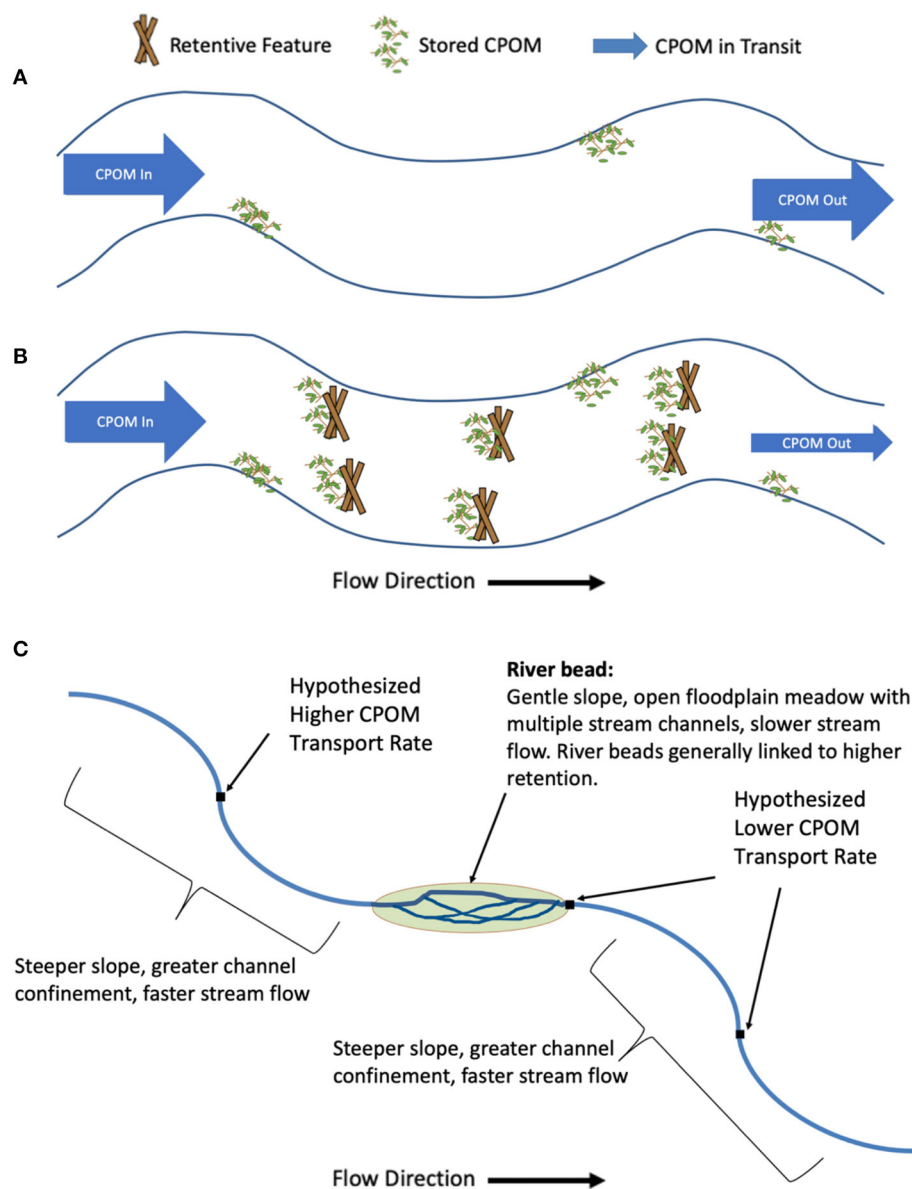 Retentive Feature
Stored CPOM
CPOM in Transit
A
CPOM In
CPOM Out
B
CPOM In
CPOM Out
Flow Direction
C
Hypothesized
Higher CPOM
Transport Rate
River bead:
Gentle slope, open floodplain meadow with
multiple stream channels, slower stream
flow. River beads generally linked to higher
retention.
Hypothesized
Lower CPOM
Transport Rate
Steeper slope, greater channel
confinement, faster stream flow
Steeper slope, greater channel
confinement, faster stream flow
Flow Direction